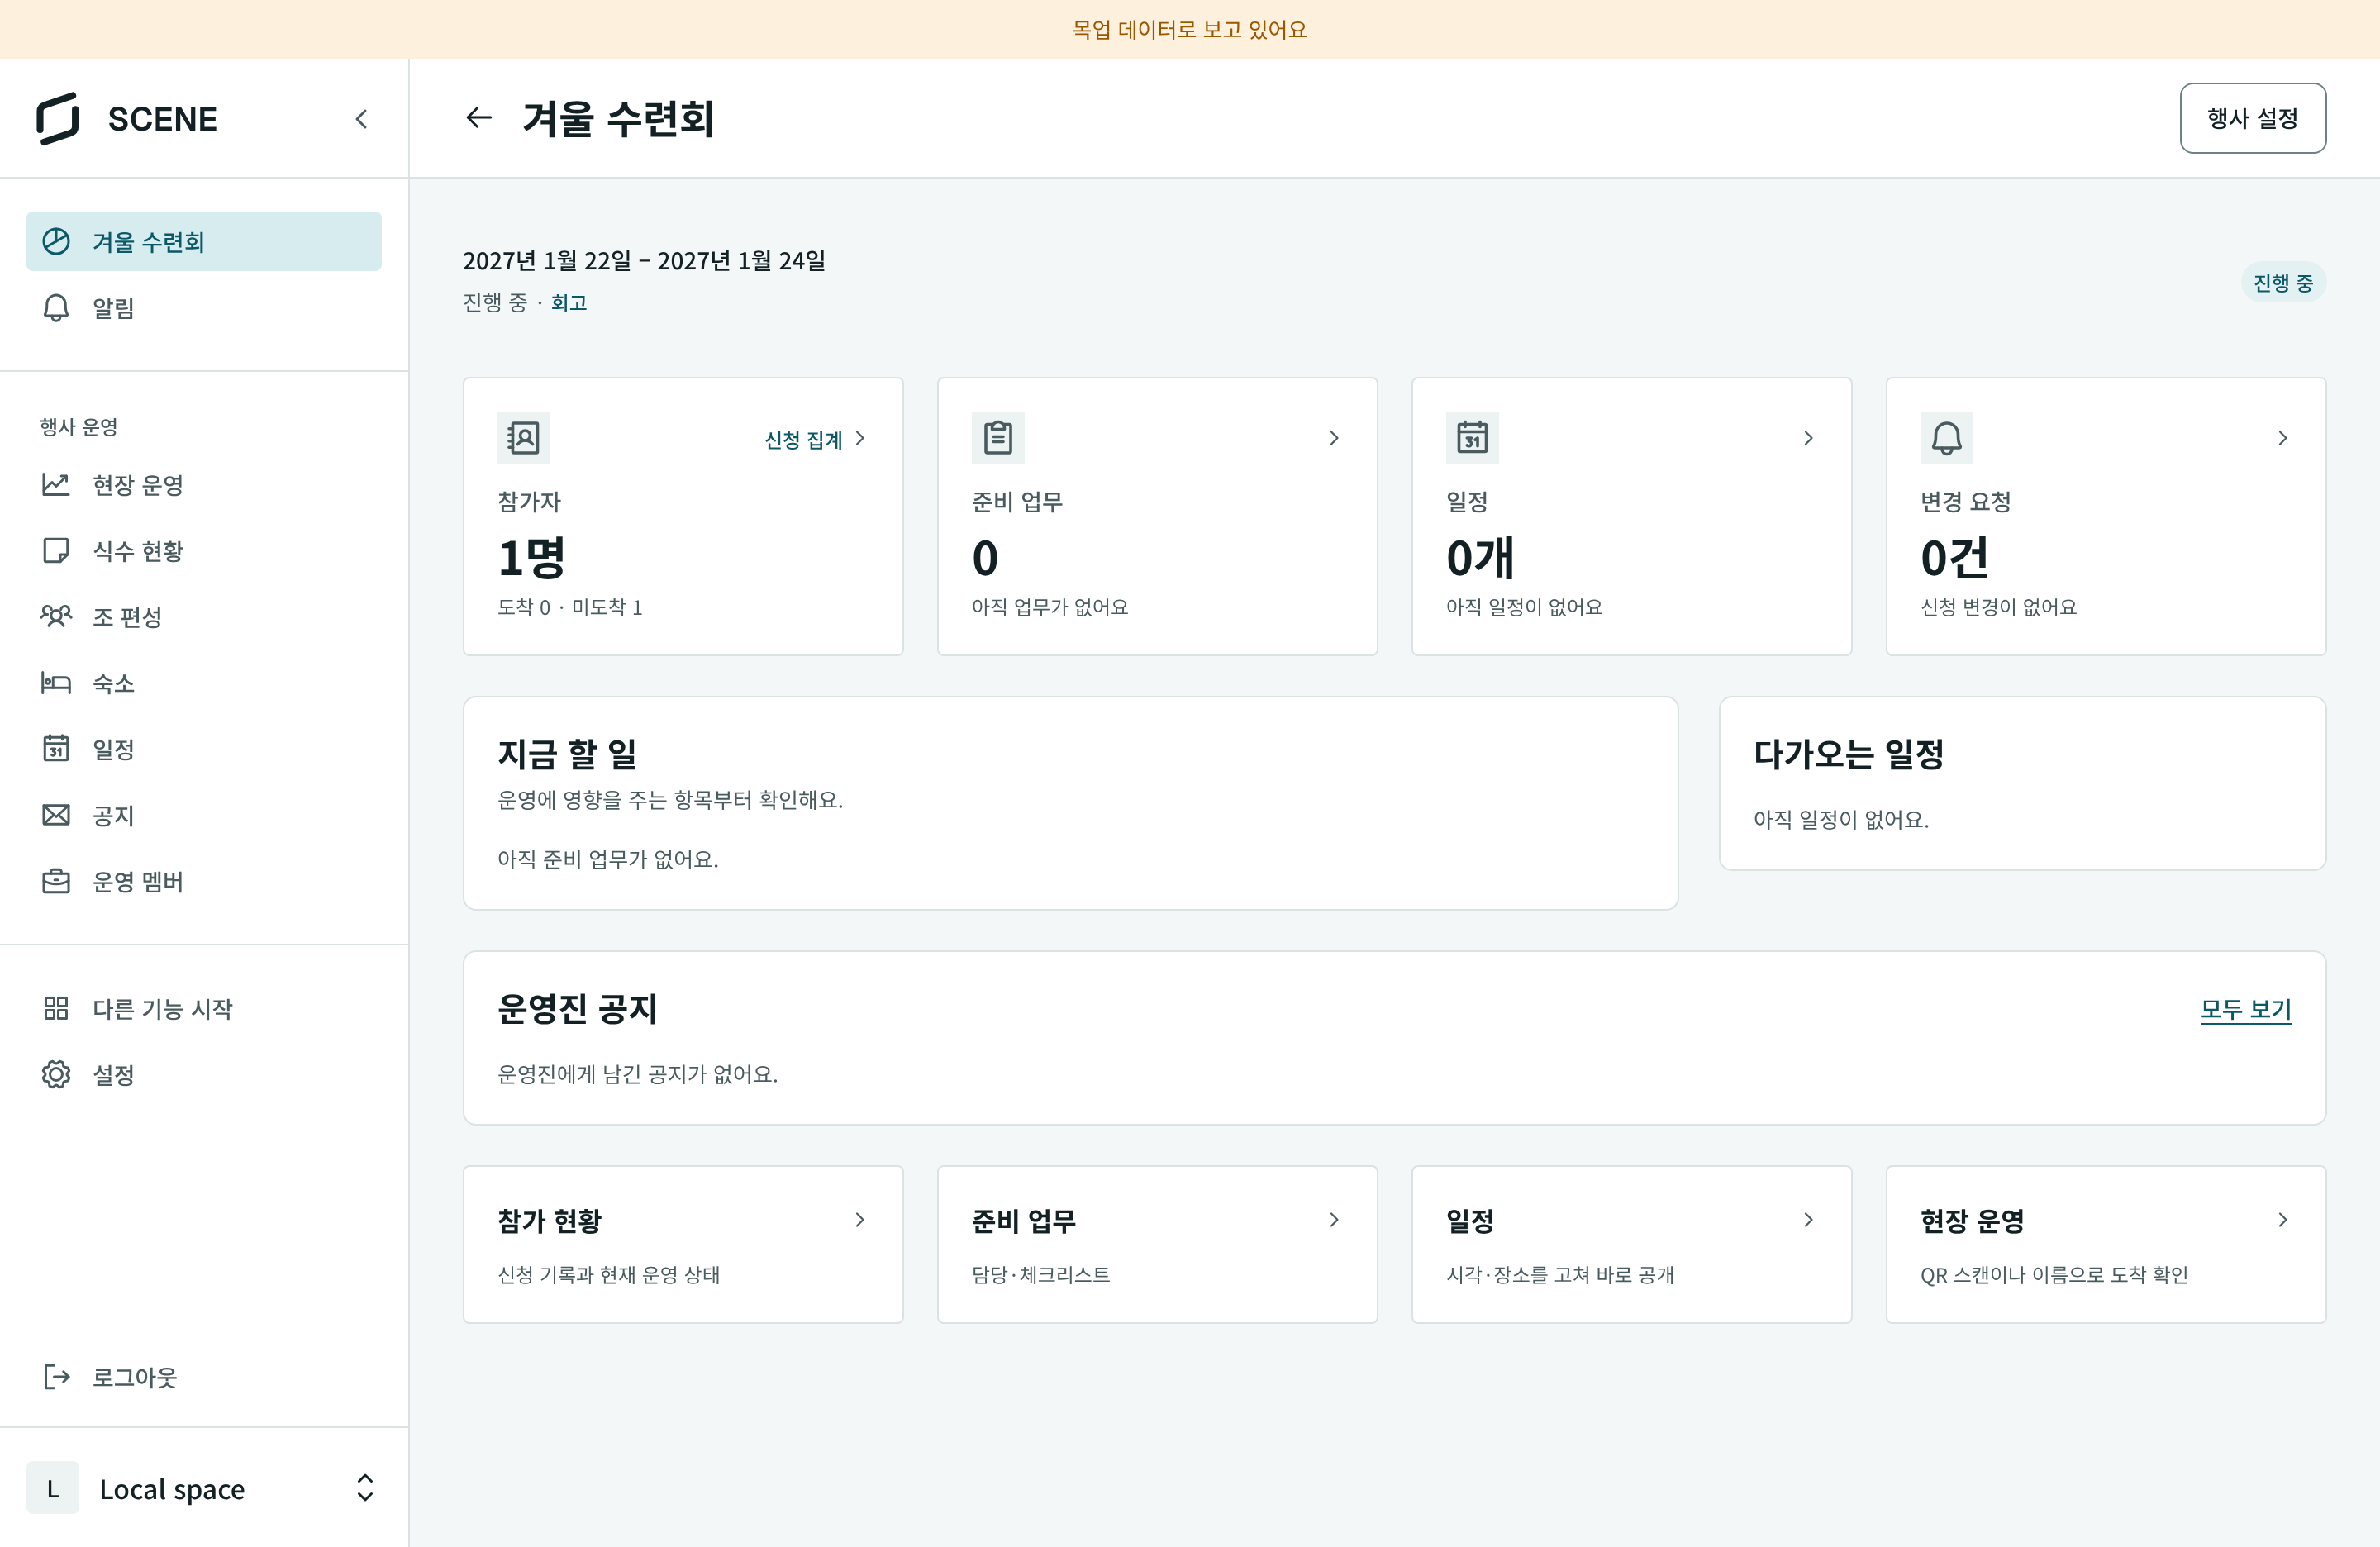 목업 데이터로 보고 있어요
SCENE
겨울 수련회
알림
행사 운영
현장 운영
식수 현황
조 편성
숙소
31 일정
공지
운영 멤버
다른 기능 시작
설정
로그아웃
L Local space
겨울 수련회
행사 설정
2027년 1월 22일 – 2027년 1월 24일
진행 중 · 회고
진행 중
신청 집계
참가자
1명
도착 0 · 미도착 1
준비 업무
0
아직 업무가 없어요
31
일정
0개
아직 일정이 없어요
변경 요청
0건
신청 변경이 없어요
지금 할 일
운영에 영향을 주는 항목부터 확인해요.
아직 준비 업무가 없어요.
다가오는 일정
아직 일정이 없어요.
운영진 공지
모두 보기
운영진에게 남긴 공지가 없어요.
참가 현황
신청 기록과 현재 운영 상태
준비 업무
담당·체크리스트
일정
시각·장소를 고쳐 바로 공개
현장 운영
QR 스캔이나 이름으로 도착 확인